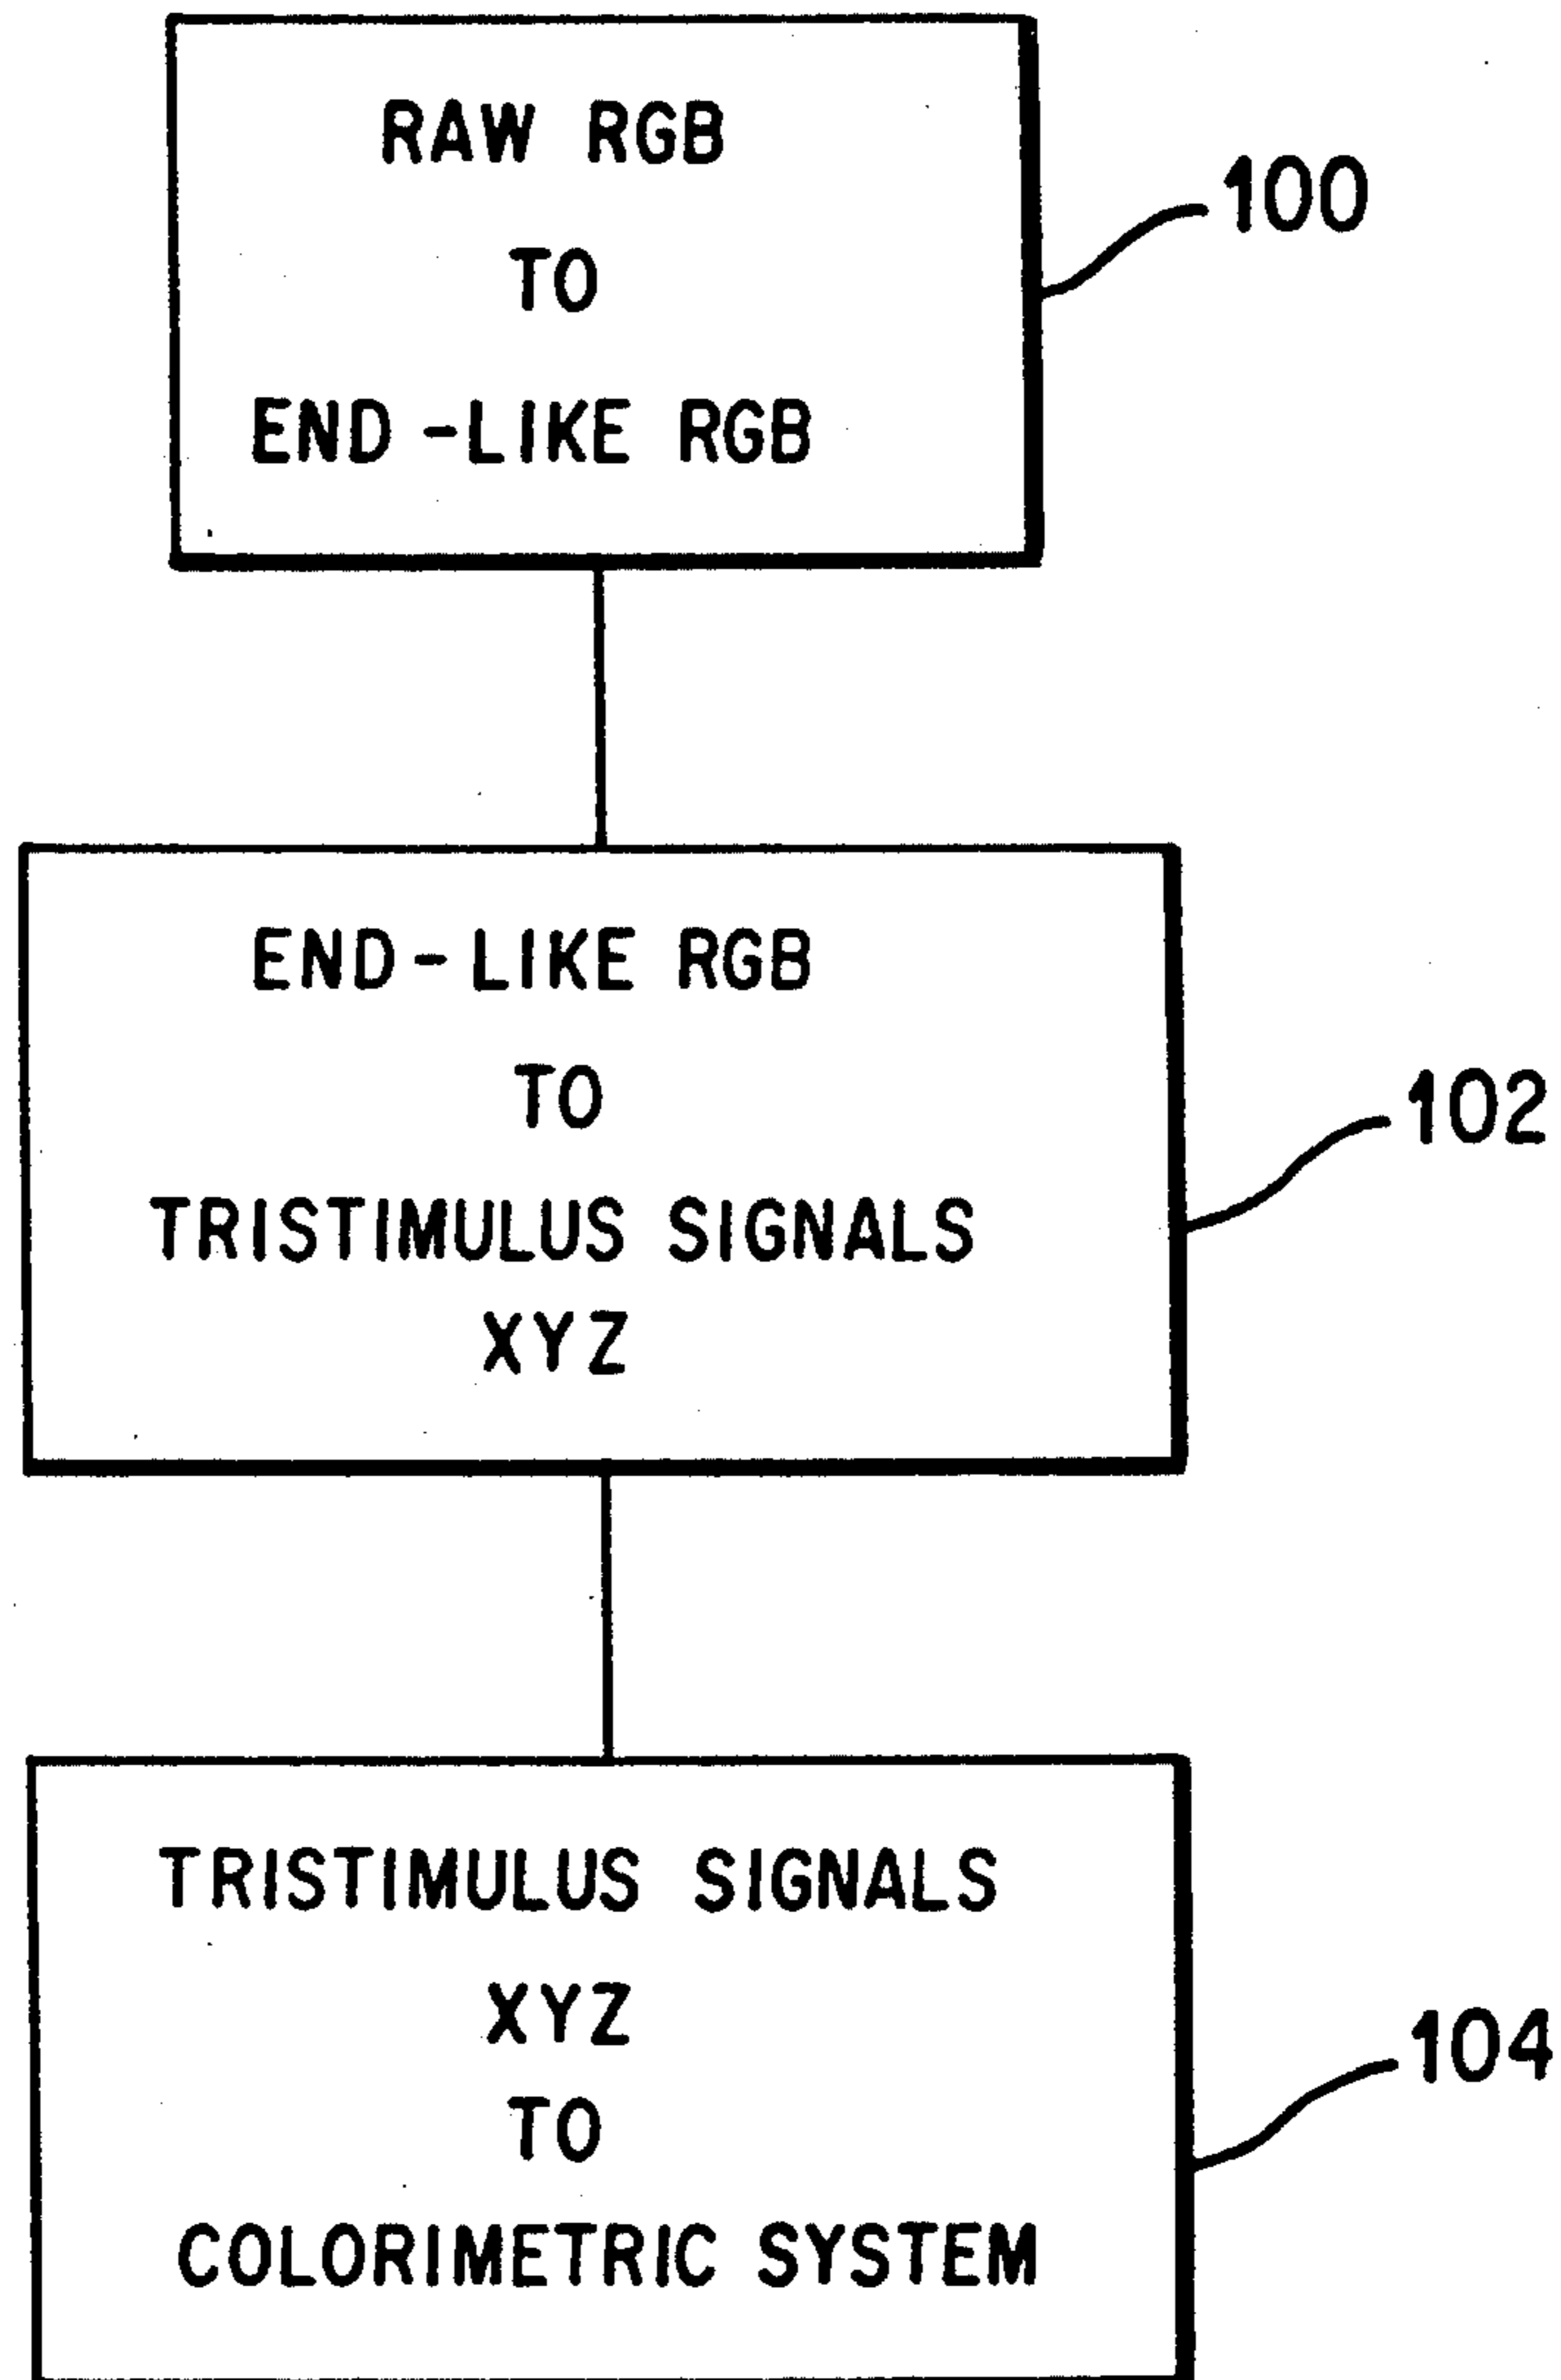 RAW RGB
TO
END-LIKE RGB
100
END-LIKE RGB
TO
TRISTIMULUS SIGNALS
XYZ
102
TRISTIMULUS SIGNALS
XYZ
TO
COLORIMETRIC SYSTEM
104